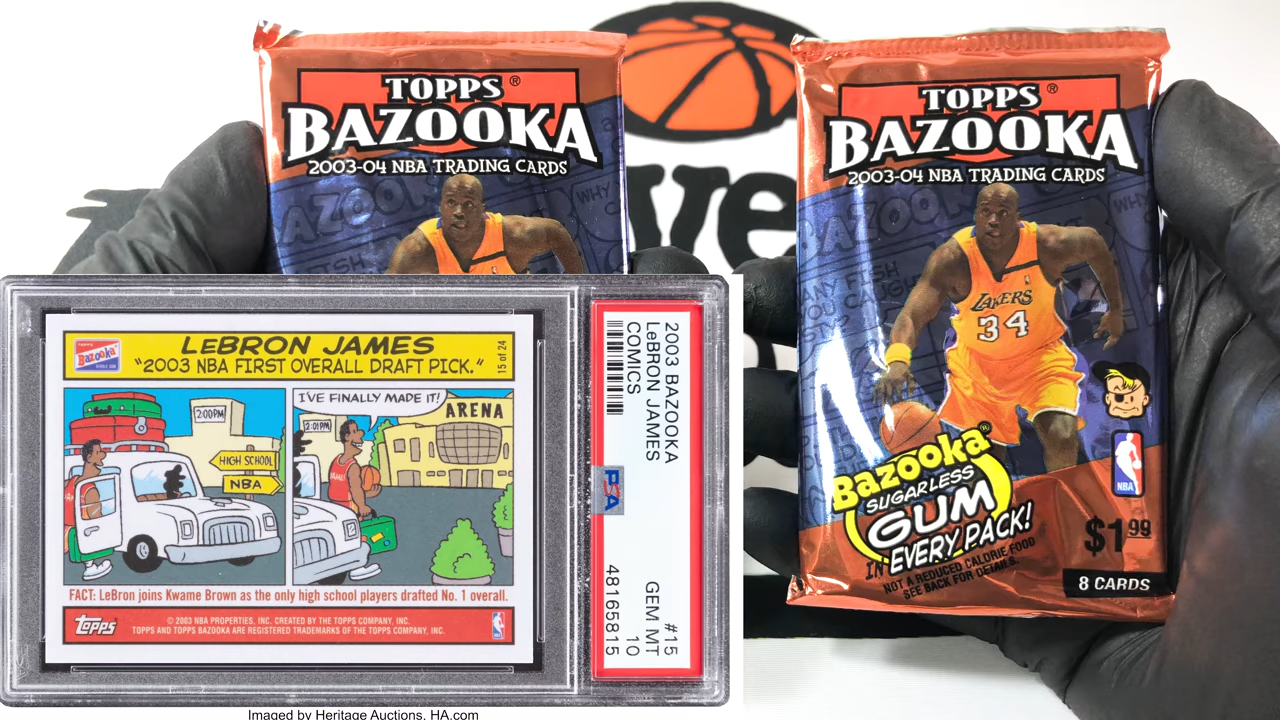 TOPPS®
BAZOOKA
2003-04 NBA TRADING CARDS
TOPPS®
BAZOOKA
2003-04 NBA TRADING CARDS
LAKERS
34
Bazooka®
SUGARLESS
GUM
IN EVERY PACK!
NOT A REDUCED CALORIE FOOD
SEE BACK FOR DETAILS.
NBA
$1.99
8 CARDS
TOPPS
Bazooka
LeBRON JAMES
"2003 NBA FIRST OVERALL DRAFT PICK."
15 of 24
2:00PM
HIGH SCHOOL
NBA
I'VE FINALLY MADE IT!
2:01PM
ARENA
FACT: LeBron joins Kwame Brown as the only high school players drafted No. 1 overall.
Topps
© 2003 NBA PROPERTIES, INC. CREATED BY THE TOPPS COMPANY, INC.
TOPPS AND TOPPS BAZOOKA ARE REGISTERED TRADEMARKS OF THE TOPPS COMPANY, INC.
2003 BAZOOKA
LeBRON JAMES
COMICS
PSA
#15
GEM MT
10
48165815
Imaged by Heritage Auctions, HA.com